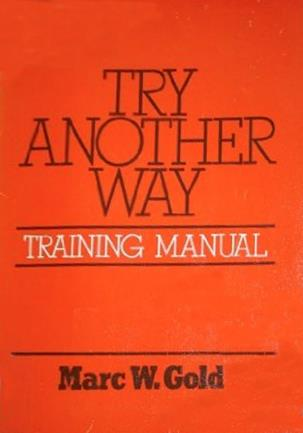 TRY
ANOTHER
WAY
TRAINING MANUAL
Marc W. Gold